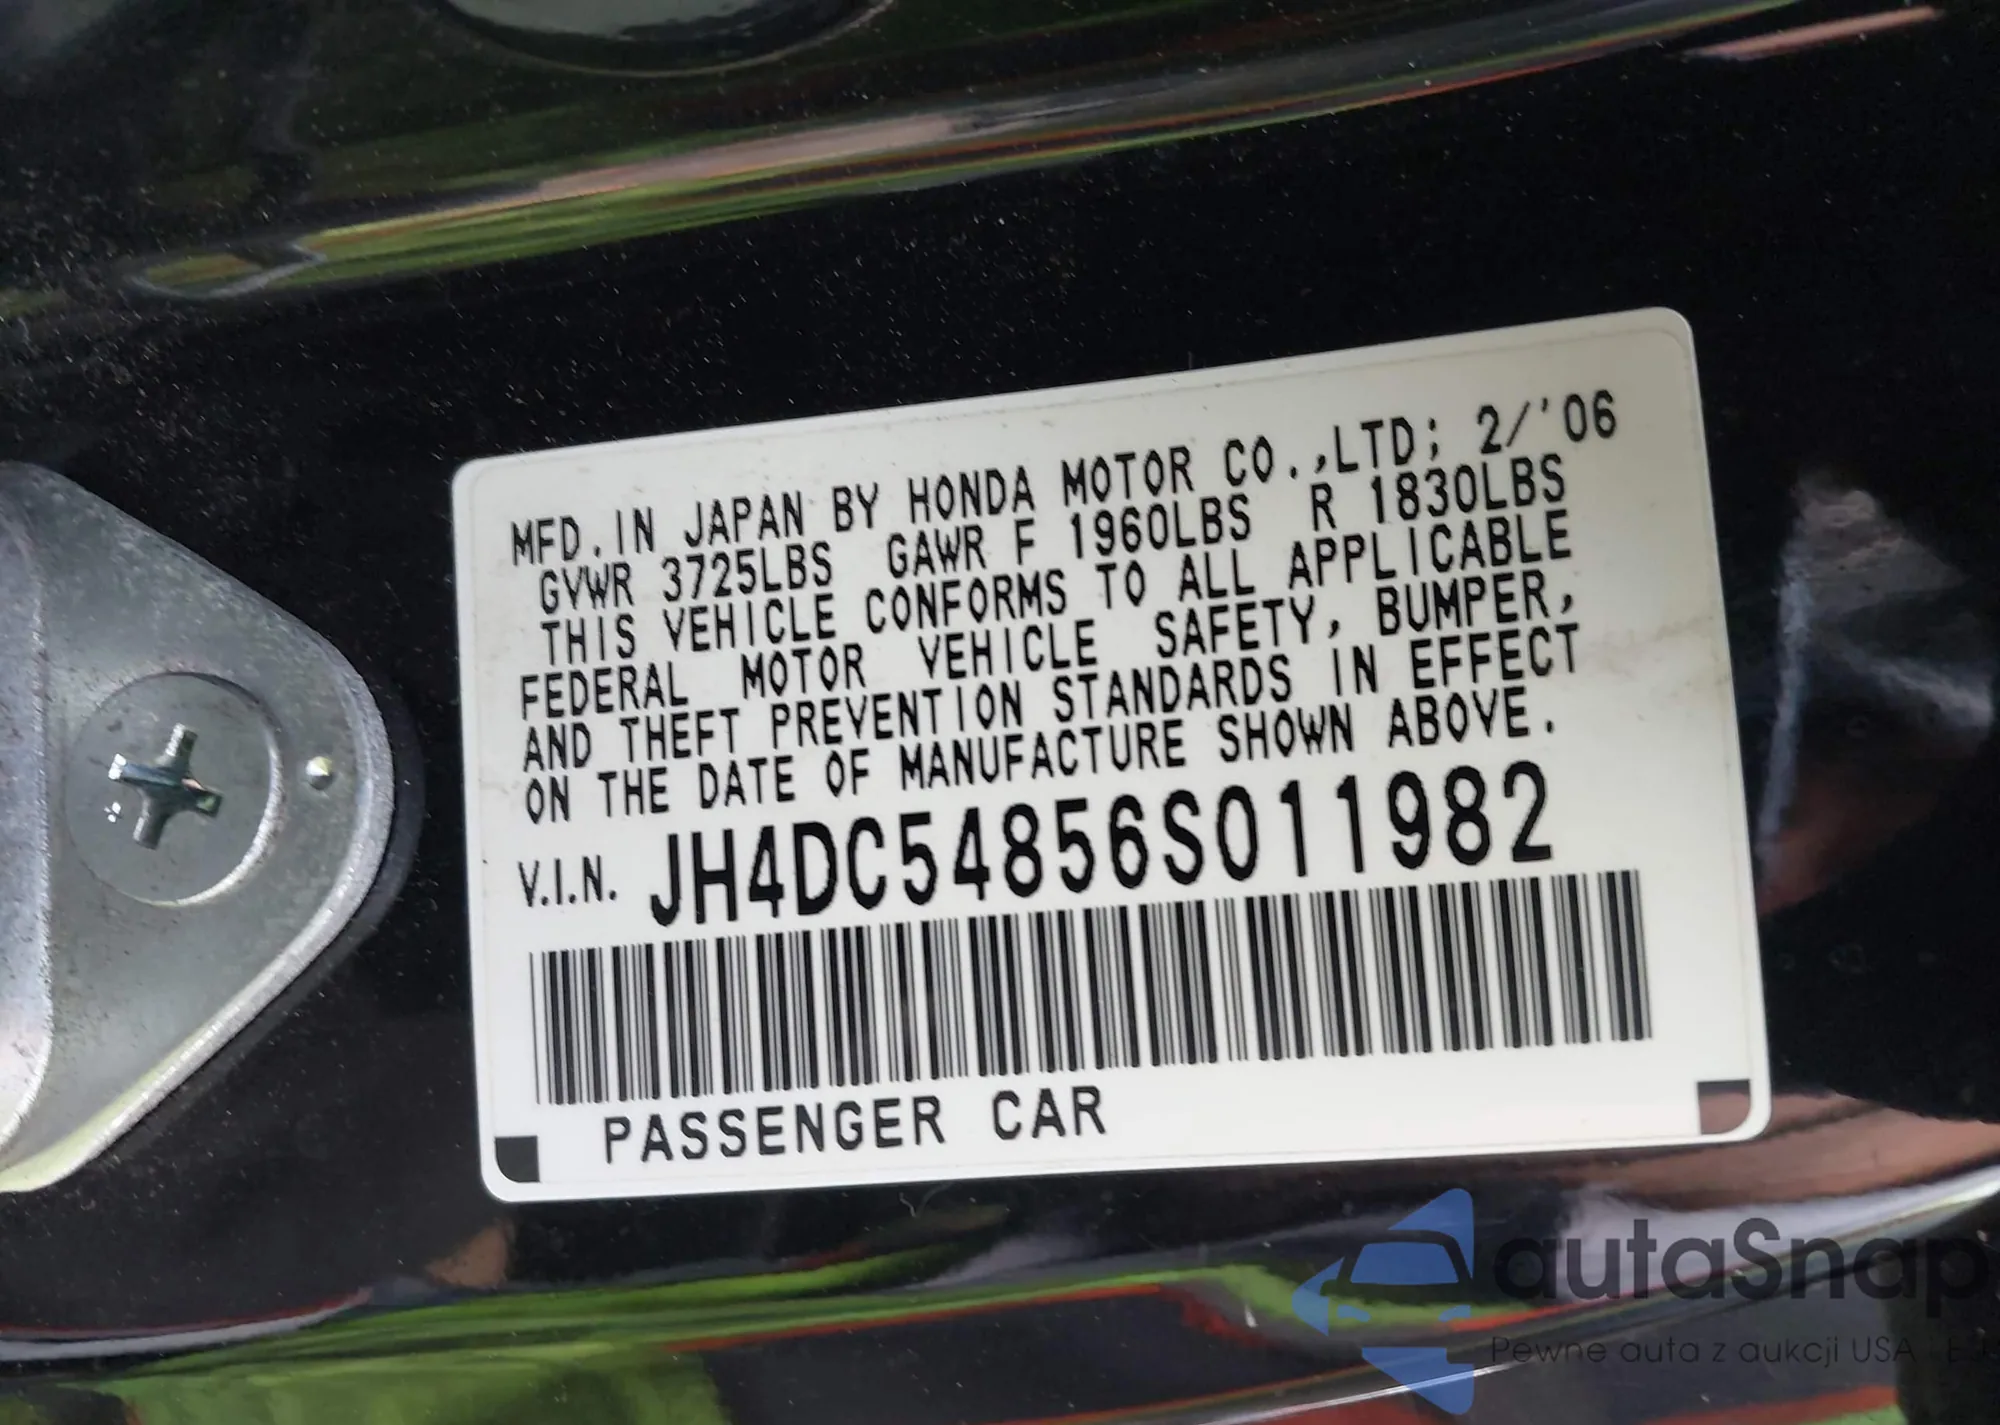 MFD. IN JAPAN BY HONDA MOTOR CO.,LTD; 2/'06
GVWR 3725LBS GAWR F 1960LBS R 1830LBS
THIS VEHICLE CONFORMS TO ALL APPLICABLE
FEDERAL MOTOR VEHICLE SAFETY, BUMPER,
AND THEFT PREVENTION STANDARDS IN EFFECT
ON THE DATE OF MANUFACTURE SHOWN ABOVE.
V.I.N. JH4DC54856S011982
PASSENGER CAR
autaSnap
Pewne auta z aukcji USA